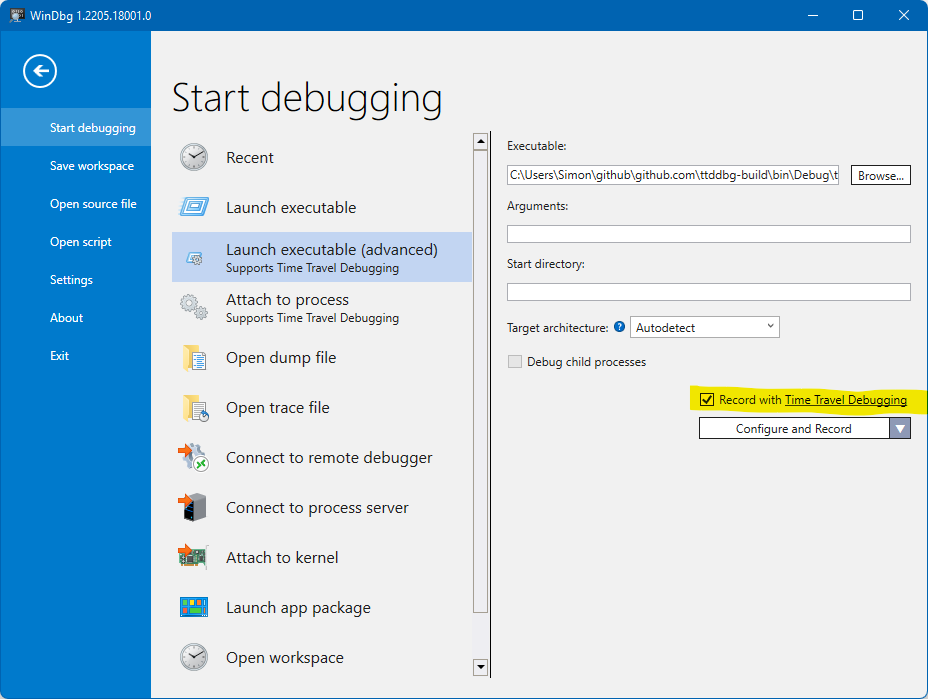 WinDbg 1.2205.18001.0
Start debugging
Save workspace
Open source file
Open script
Settings
About
Exit
Start debugging
Recent
Launch executable
Launch executable (advanced)
Supports Time Travel Debugging
Attach to process
Supports Time Travel Debugging
Open dump file
Open trace file
Connect to remote debugger
Connect to process server
Attach to kernel
Launch app package
Open workspace
Executable:
C:\Users\Simon\github\github.com\ttddbg-build\bin\Debug\t
Browse...
Arguments:
Start directory:
Target architecture: ? Autodetect
Debug child processes
Record with Time Travel Debugging
Configure and Record